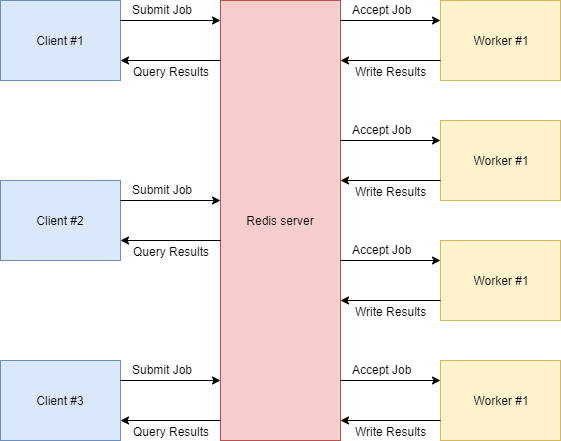 Submit Job
Accept Job
Client #1
Worker #1
Query Results
Write Results
Accept Job
Worker #1
Submit Job
Write Results
Client #2
Redis server
Query Results
Accept Job
Worker #1
Write Results
Submit Job
Accept Job
Client #3
Worker #1
Query Results
Write Results